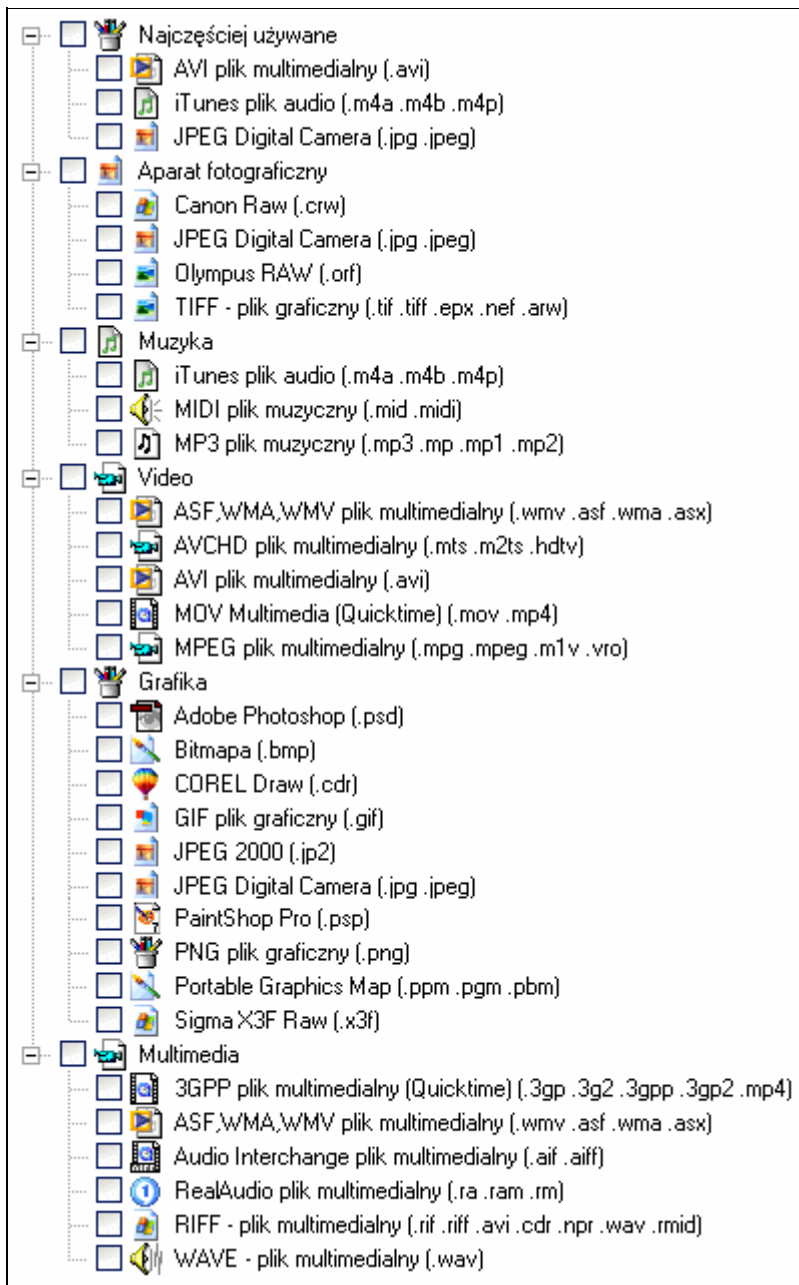 Najczęściej używane
AVI plik multimedialny (.avi)
iTunes plik audio (.m4a .m4b .m4p)
JPEG Digital Camera (.jpg .jpeg)
Aparat fotograficzny
Canon Raw (.crw)
JPEG Digital Camera (.jpg .jpeg)
Olympus RAW (.orf)
TIFF - plik graficzny (.tif .tiff .epx .nef .arw)
Muzyka
iTunes plik audio (.m4a .m4b .m4p)
MIDI plik muzyczny (.mid .midi)
MP3 plik muzyczny (.mp3 .mp .mp1 .mp2)
Video
ASF,WMA,WMV plik multimedialny (.wmv .asf .wma .asx)
AVCHD plik multimedialny (.mts .m2ts .hdtv)
AVI plik multimedialny (.avi)
MOV Multimedia (Quicktime) (.mov .mp4)
MPEG plik multimedialny (.mpg .mpeg .m1v .vro)
Grafika
Adobe Photoshop (.psd)
Bitmapa (.bmp)
COREL Draw (.cdr)
GIF plik graficzny (.gif)
JPEG 2000 (.jp2)
JPEG Digital Camera (.jpg .jpeg)
PaintShop Pro (.psp)
PNG plik graficzny (.png)
Portable Graphics Map (.ppm .pgm .pbm)
Sigma X3F Raw (.x3f)
Multimedia
3GPP plik multimedialny (Quicktime) (.3gp .3g2 .3gpp .3gp2 .mp4)
ASF,WMA,WMV plik multimedialny (.wmv .asf .wma .asx)
Audio Interchange plik multimedialny (.aif .aiff)
RealAudio plik multimedialny (.ra .ram .rm)
RIFF - plik multimedialny (.rif .riff .avi .cdr .npr .wav .rmid)
WAVE - plik multimedialny (.wav)